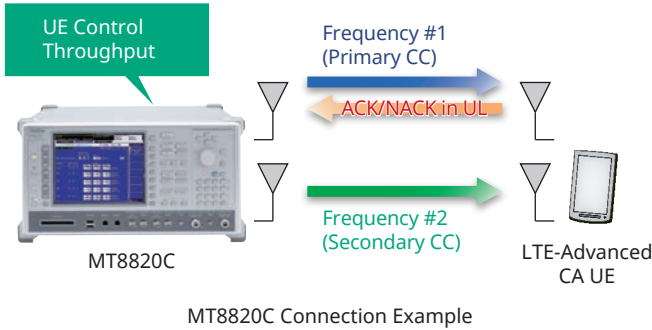 UE Control
Throughput
Frequency #1
(Primary CC)
ACK/NACK in UL
Frequency #2
(Secondary CC)
MT8820C
LTE-Advanced
CA UE
MT8820C Connection Example